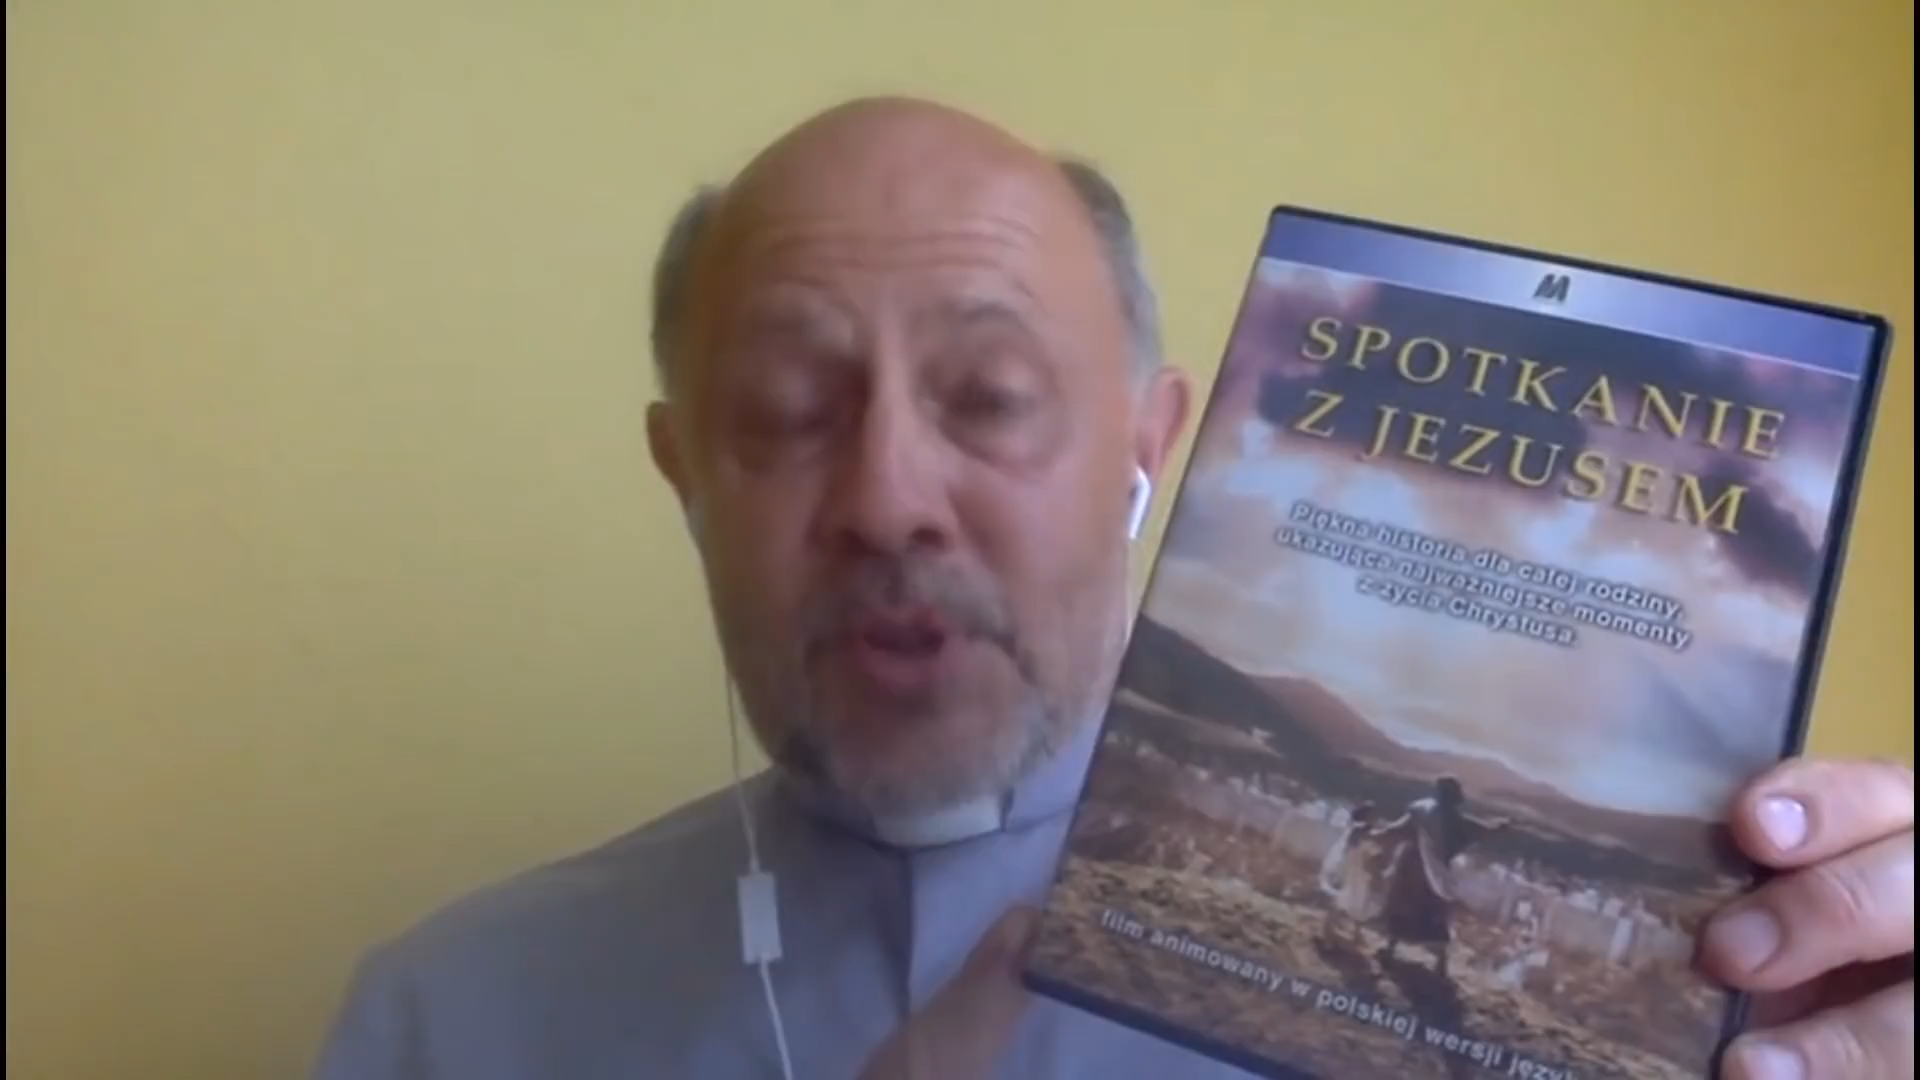 SPOTKANIE
Z JEZUSEM
Piękna historia dla całej rodziny,
ukazująca najważniejsze momenty
z życia Chrystusa
film animowany w polskiej wersji